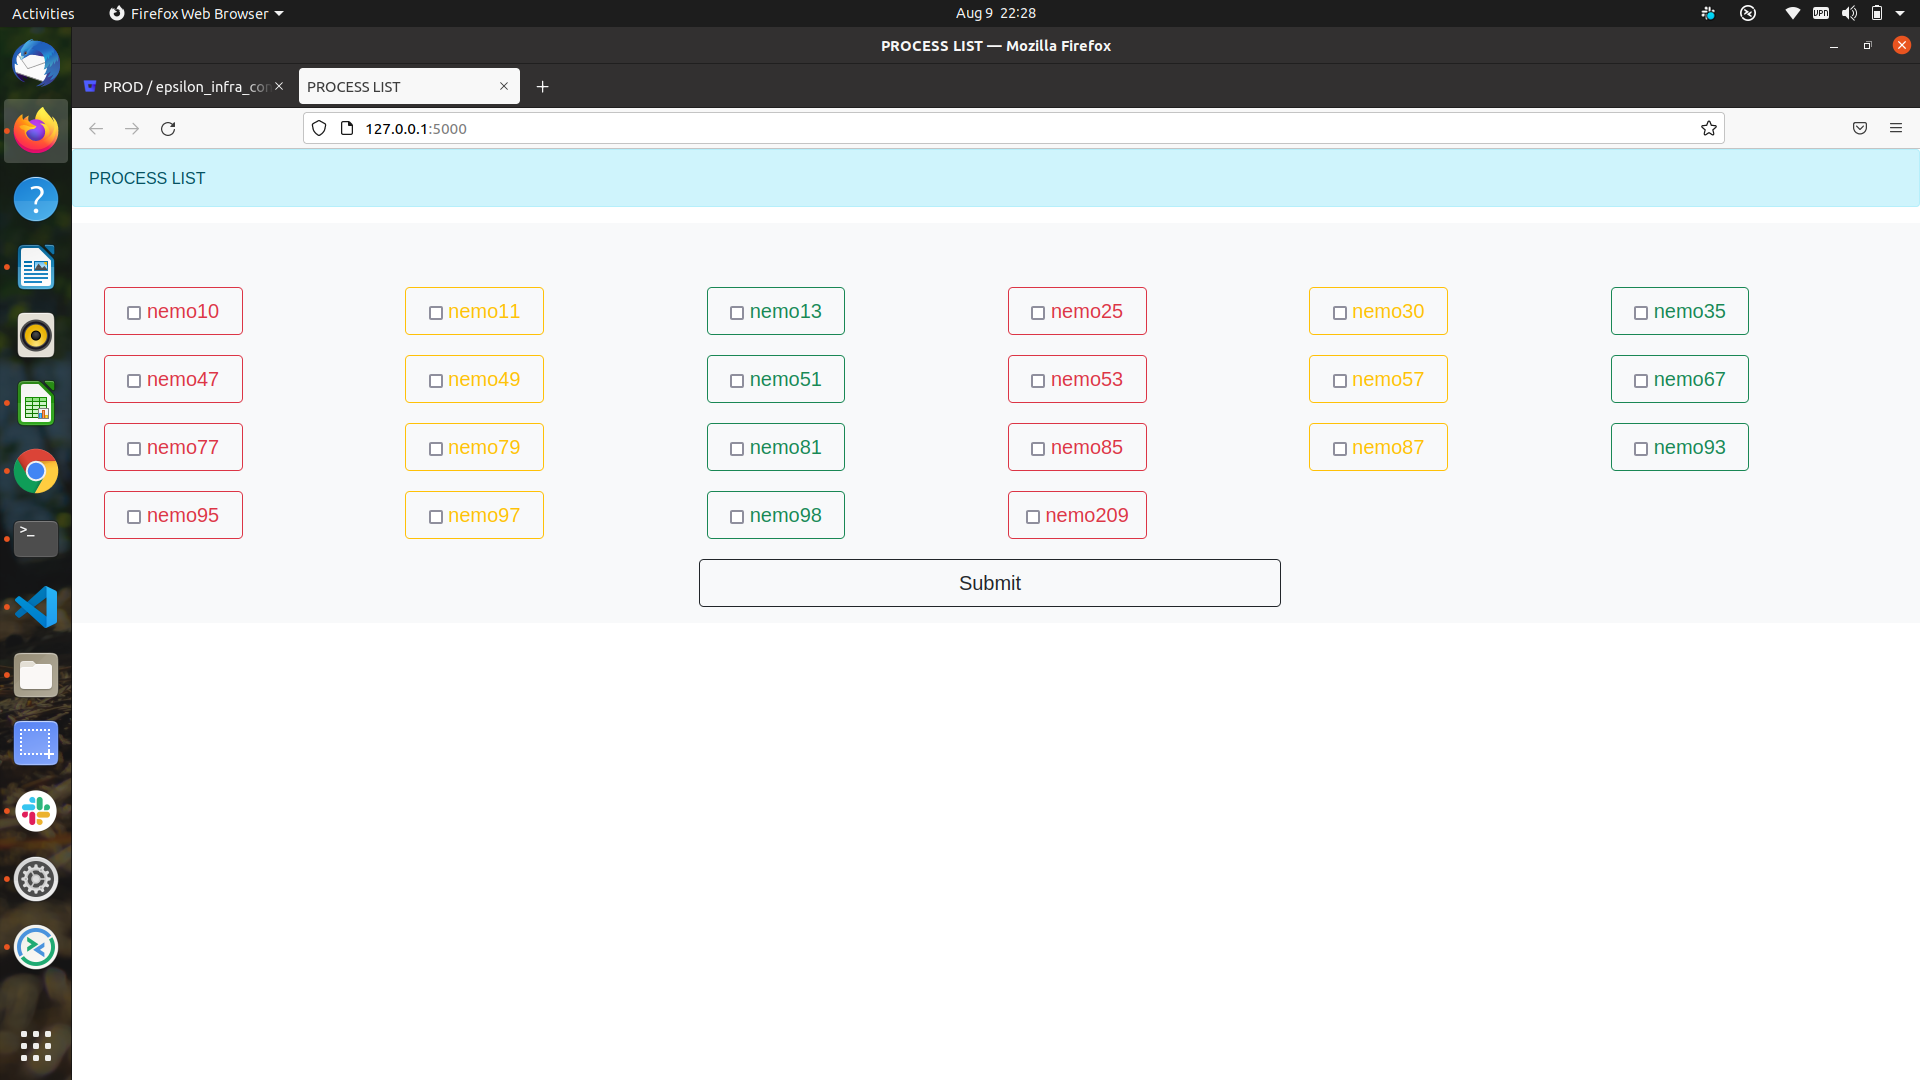 Activities Firefox Web Browser Aug 9 22:28 VPN
PROCESS LIST — Mozilla Firefox
PROD / epsilon_infra_con PROCESS LIST
127.0.0.1:5000
PROCESS LIST
nemo10 nemo11 nemo13 nemo25 nemo30 nemo35
nemo47 nemo49 nemo51 nemo53 nemo57 nemo67
nemo77 nemo79 nemo81 nemo85 nemo87 nemo93
nemo95 nemo97 nemo98 nemo209
Submit